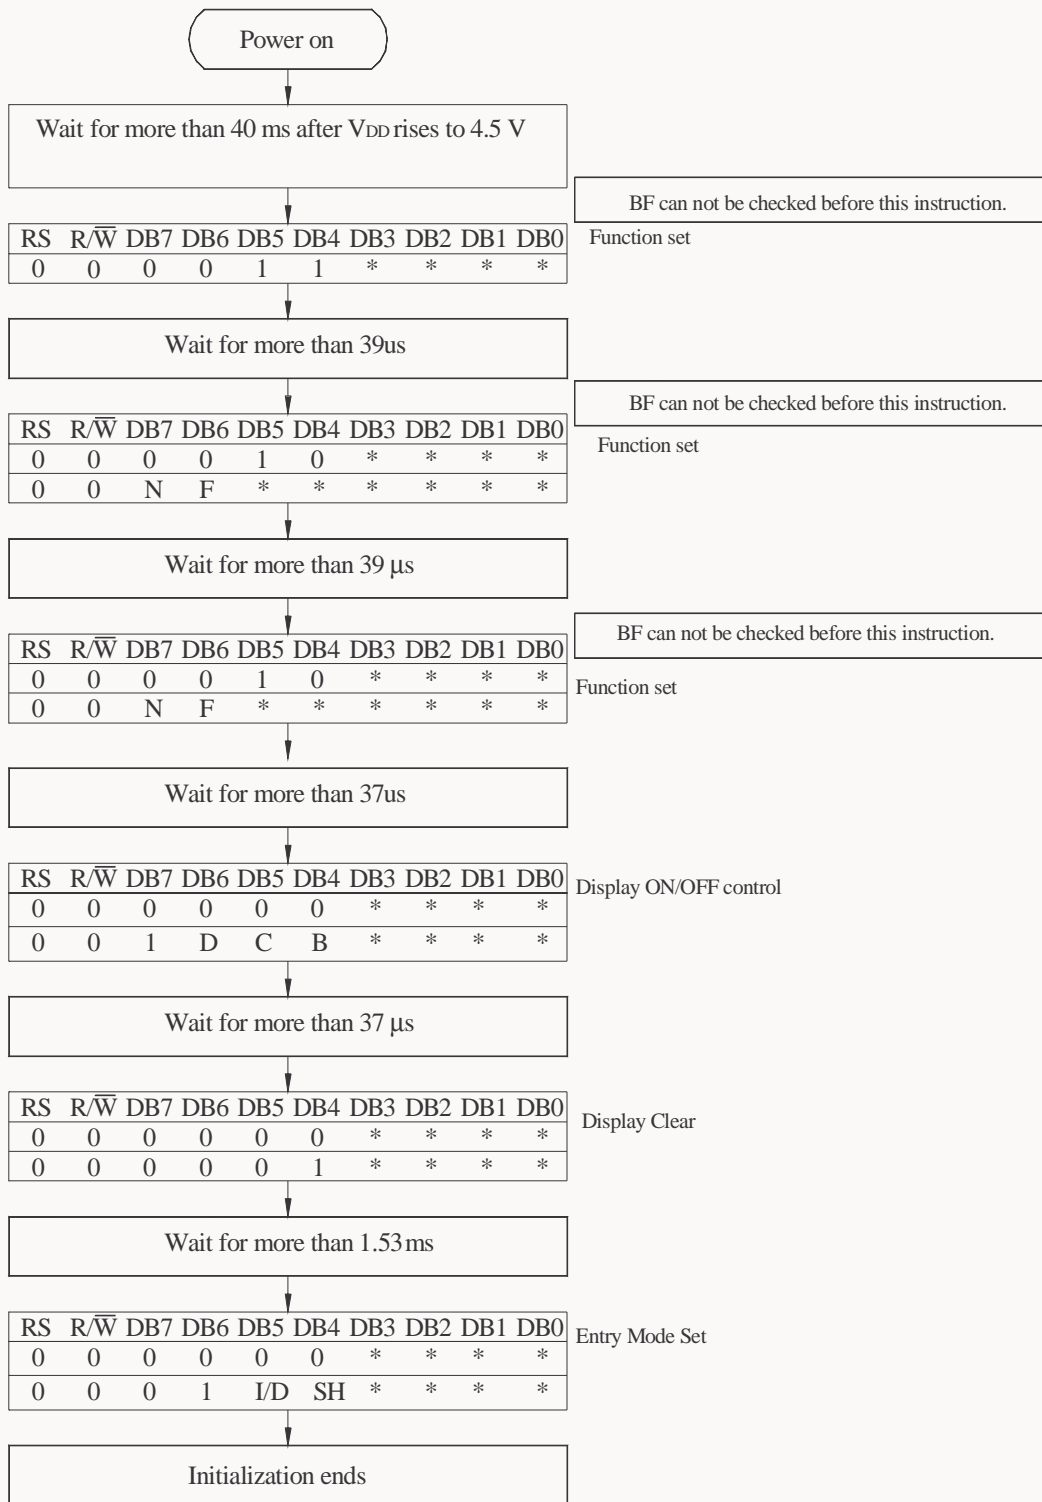 Power on
Wait for more than 40 ms after VDD rises to 4.5 V
BF can not be checked before this instruction.
RS R/W̅ DB7 DB6 DB5 DB4 DB3 DB2 DB1 DB0
Function set
0 0 0 0 1 1 * * * *
Wait for more than 39us
BF can not be checked before this instruction.
RS R/W̅ DB7 DB6 DB5 DB4 DB3 DB2 DB1 DB0
Function set
0 0 0 0 1 0 * * * *
0 0 N F * * * * * *
Wait for more than 39 μs
BF can not be checked before this instruction.
RS R/W̅ DB7 DB6 DB5 DB4 DB3 DB2 DB1 DB0
0 0 0 0 1 0 * * * *
Function set
0 0 N F * * * * * *
Wait for more than 37us
RS R/W̅ DB7 DB6 DB5 DB4 DB3 DB2 DB1 DB0
Display ON/OFF control
0 0 0 0 0 0 * * * *
0 0 1 D C B * * * *
Wait for more than 37 μs
RS R/W̅ DB7 DB6 DB5 DB4 DB3 DB2 DB1 DB0
Display Clear
0 0 0 0 0 0 * * * *
0 0 0 0 0 1 * * * *
Wait for more than 1.53ms
RS R/W̅ DB7 DB6 DB5 DB4 DB3 DB2 DB1 DB0
Entry Mode Set
0 0 0 0 0 0 * * * *
0 0 0 1 I/D SH * * * *
Initialization ends